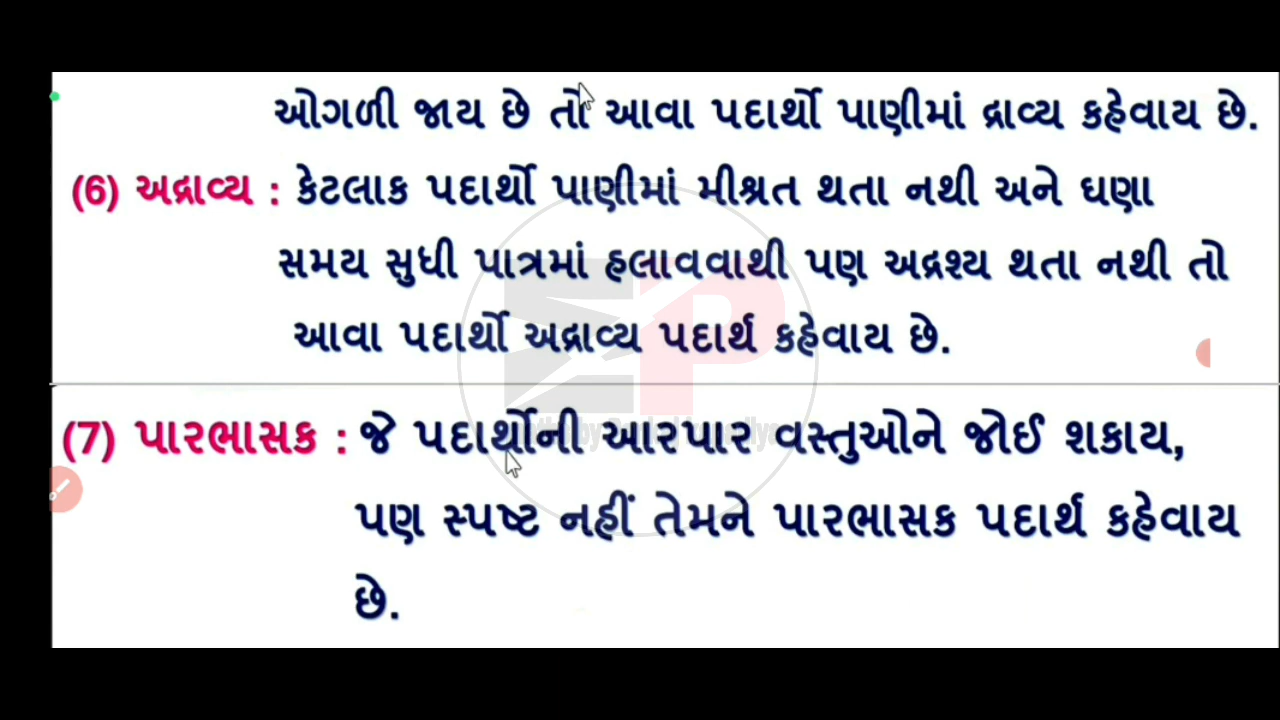 ઓગળી જાય છે તો આવા પદાર્થો પાણીમાં દ્રાવ્ય કહેવાય છે.
(6) અદ્રાવ્ય : કેટલાક પદાર્થો પાણીમાં મીશ્રત થતા નથી અને ઘણા
સમય સુધી પાત્રમાં હલાવવાથી પણ અદ્રશ્ય થતા નથી તો
આવા પદાર્થો અદ્રાવ્ય પદાર્થ કહેવાય છે.
(7) પારભાસક : જે પદાર્થોની આરપાર વસ્તુઓને જોઈ શકાય,
પણ સ્પષ્ટ નહીં તેમને પારભાસક પદાર્થ કહેવાય
છે.